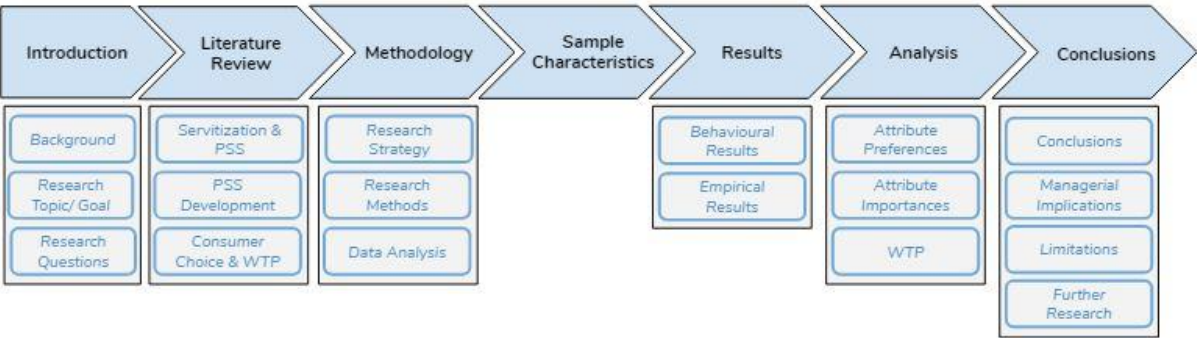 Introduction
Literature
Review
Methodology
Sample
Characteristics
Results
Analysis
Conclusions
Background
Research
Topic/ Goal
Research
Questions
Servitization &
PSS
PSS
Development
Consumer
Choice & WTP
Research
Strategy
Research
Methods
Data Analysis
Behavioural
Results
Empirical
Results
Attribute
Preferences
Attribute
Importances
WTP
Conclusions
Managerial
Implications
Limitations
Further
Research